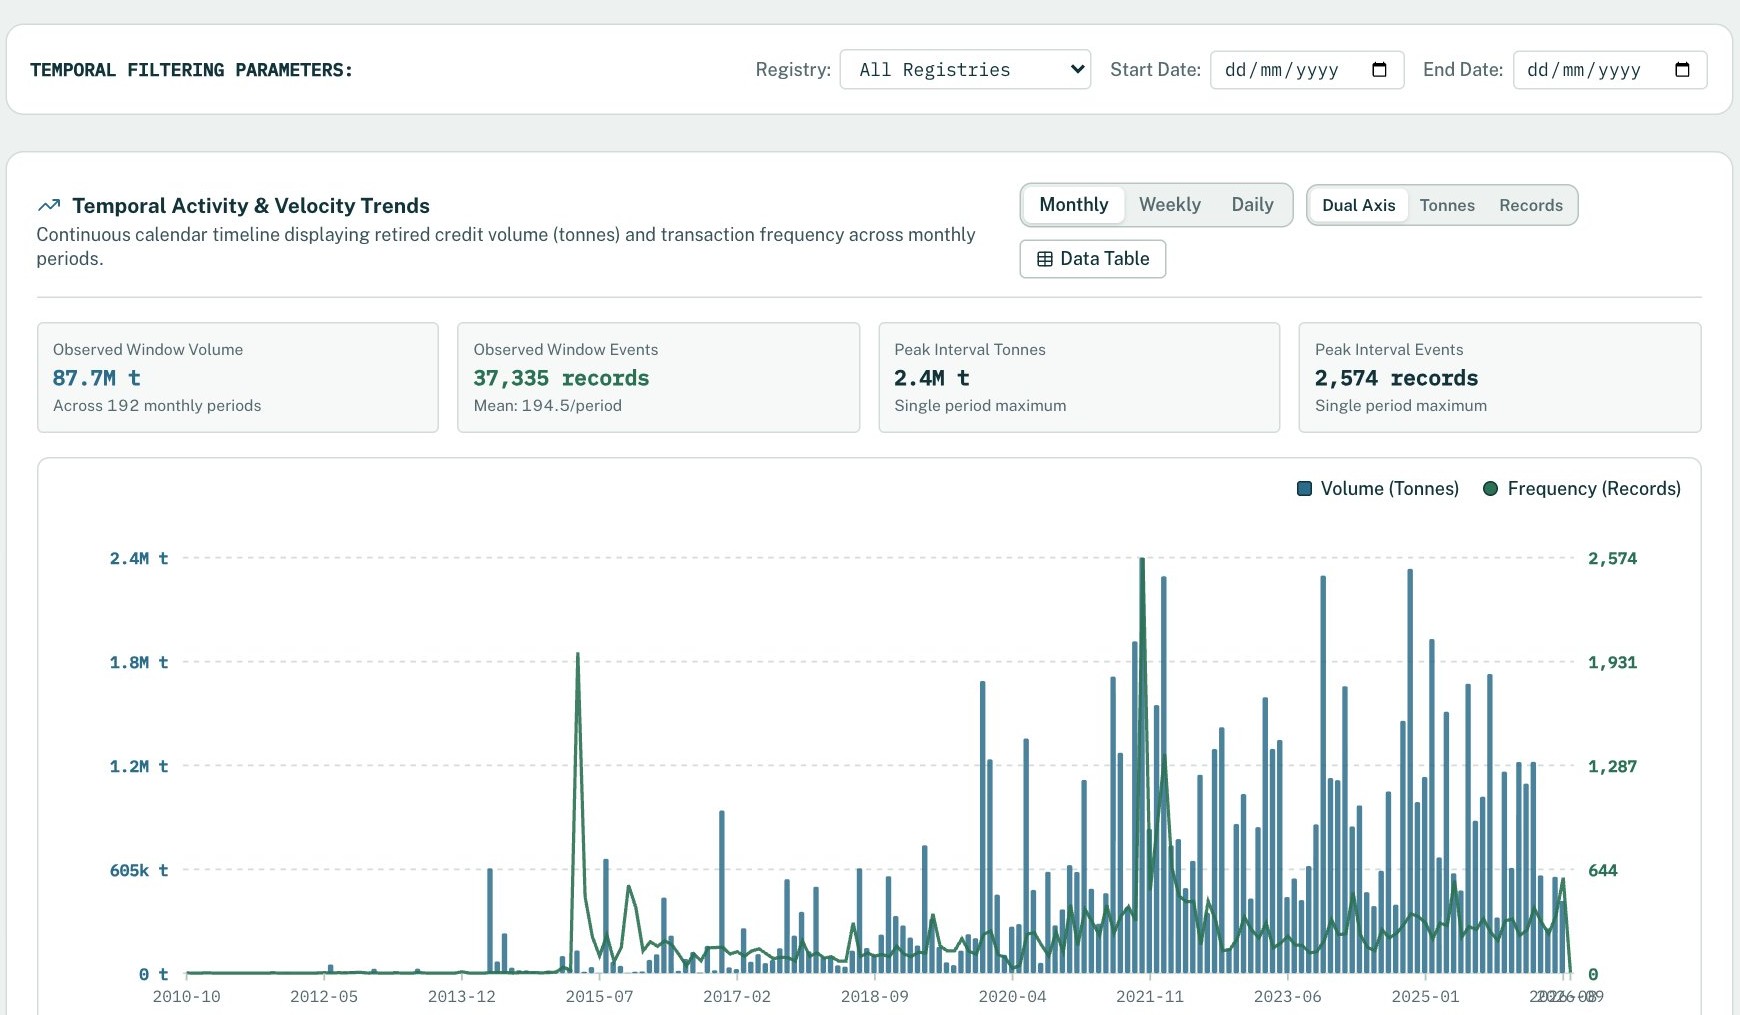 TEMPORAL FILTERING PARAMETERS:
Registry: All Registries Start Date: dd/mm/yyyy End Date: dd/mm/yyyy
Temporal Activity & Velocity Trends
Continuous calendar timeline displaying retired credit volume (tonnes) and transaction frequency across monthly
periods.
Monthly Weekly Daily
Dual Axis Tonnes Records
Data Table
Observed Window Volume
87.7M t
Across 192 monthly periods
Observed Window Events
37,335 records
Mean: 194.5/period
Peak Interval Tonnes
2.4M t
Single period maximum
Peak Interval Events
2,574 records
Single period maximum
Volume (Tonnes) Frequency (Records)
2.4M t 2,574
1.8M t 1,931
1.2M t 1,287
605k t 644
0 t 0
2010-10 2012-05 2013-12 2015-07 2017-02 2018-09 2020-04 2021-11 2023-06 2025-01